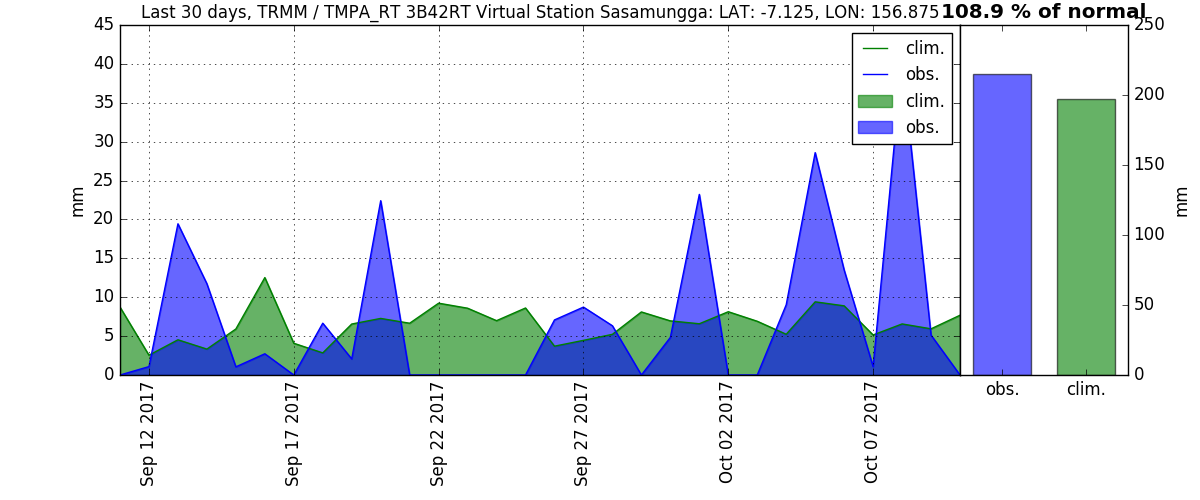 Last 30 days, TRMM / TMPA_RT 3B42RT Virtual Station Sasamungga: LAT: -7.125, LON: 156.875
108.9 % of normal
45
40
35
30
25
20
15
10
5
0
mm
clim.
obs.
clim.
obs.
Sep 12 2017
Sep 17 2017
Sep 22 2017
Sep 27 2017
Oct 02 2017
Oct 07 2017
250
200
150
100
50
0
mm
obs.
clim.